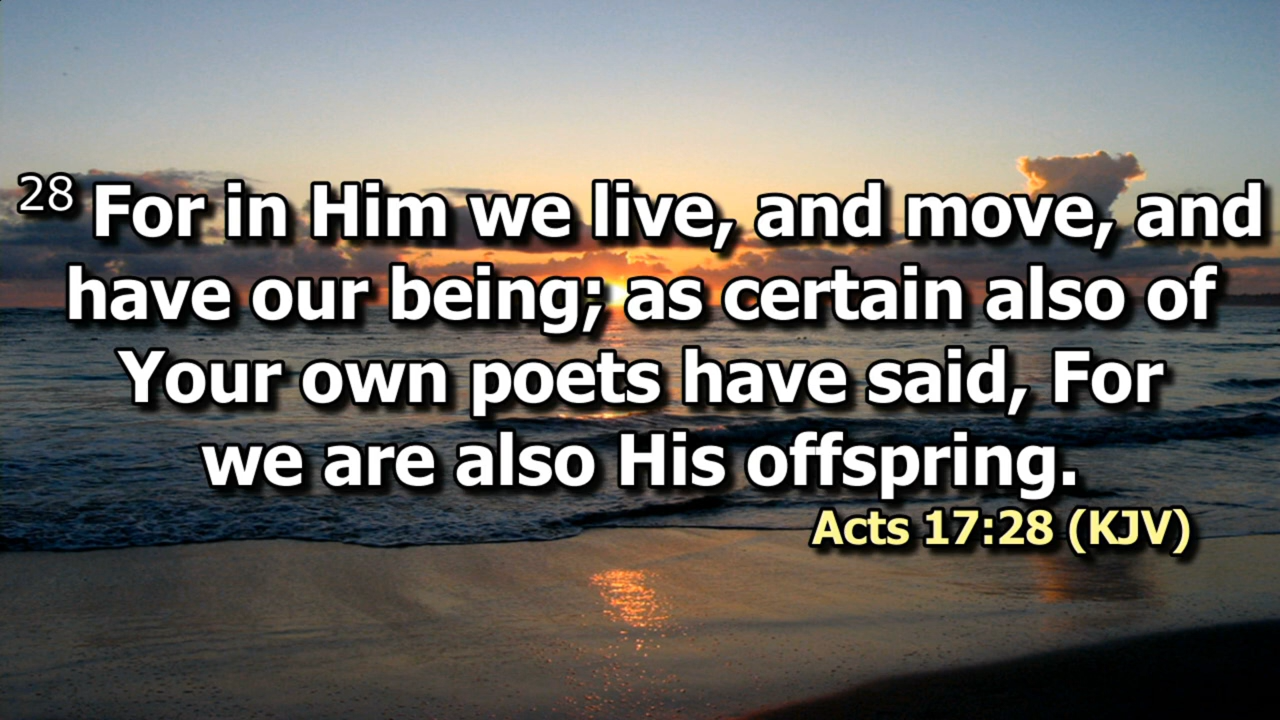 28 For in Him we live, and move, and
have our being; as certain also of
Your own poets have said, For
we are also His offspring.
Acts 17:28 (KJV)